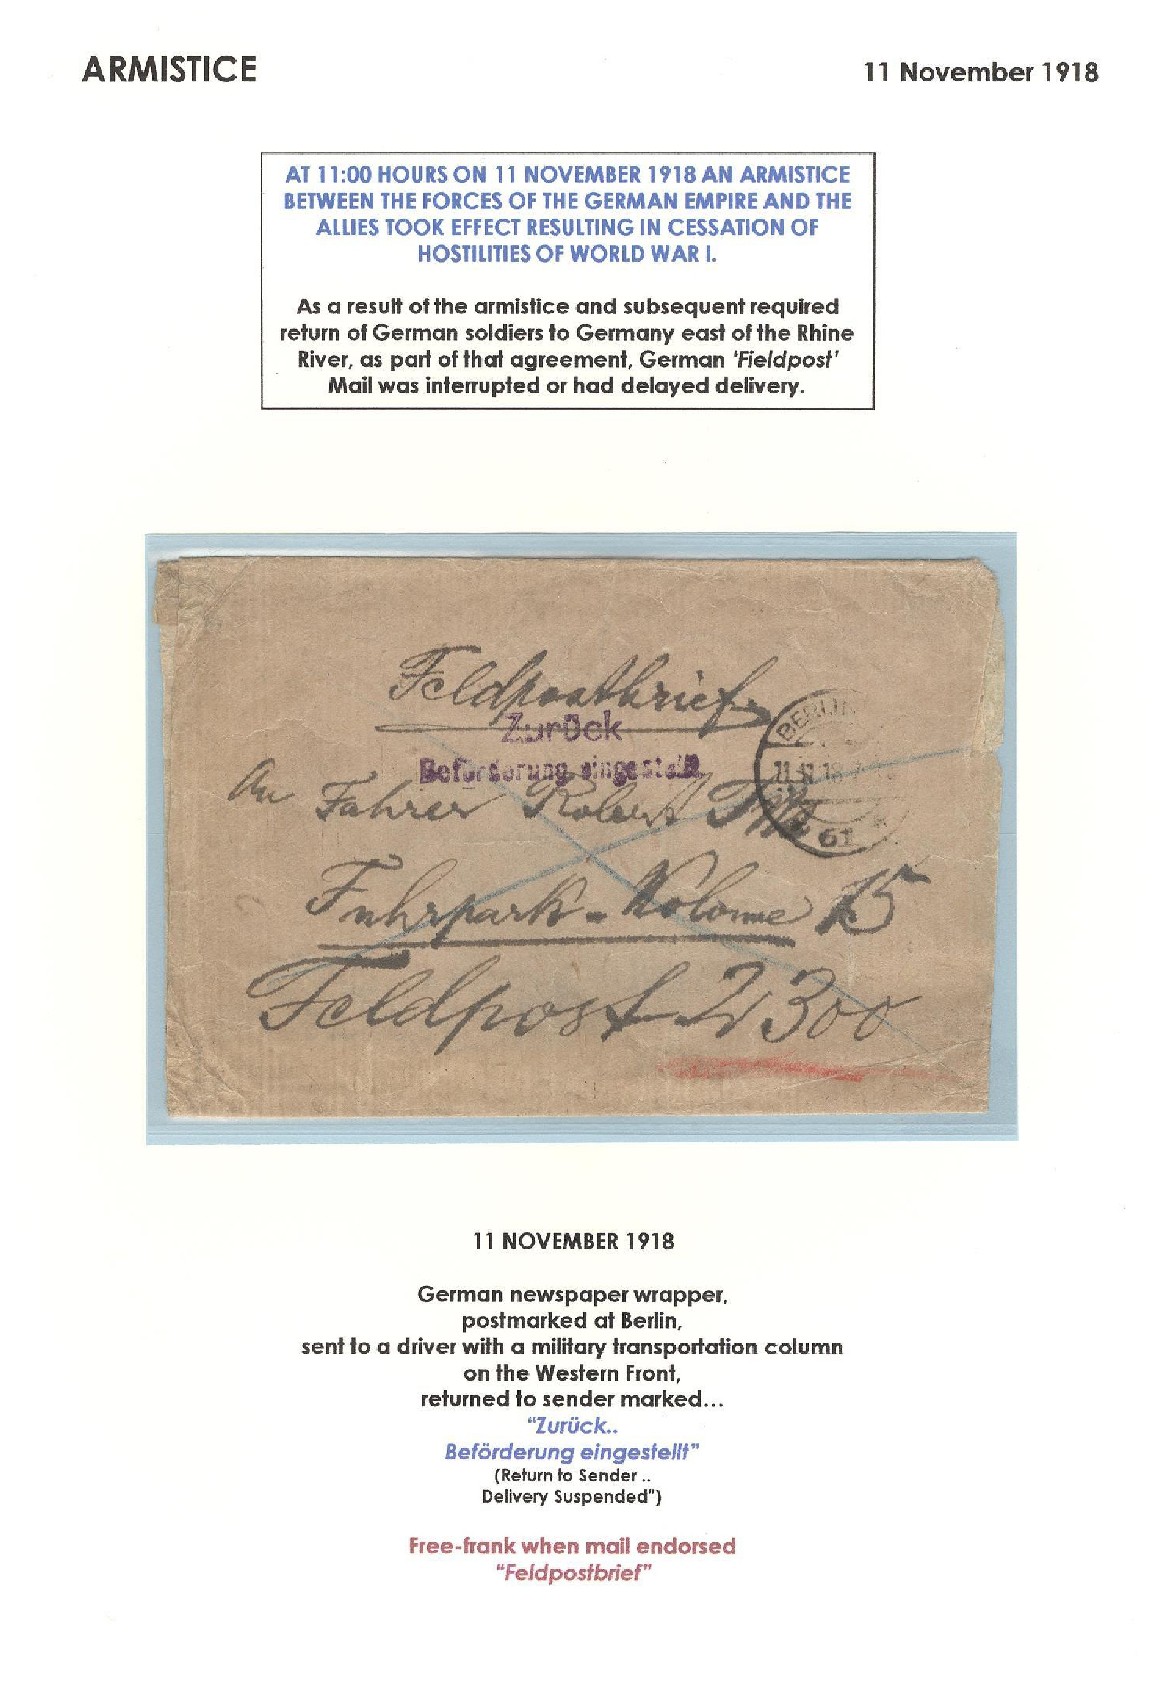 ARMISTICE
11 November 1918
AT 11:00 HOURS ON 11 NOVEMBER 1918 AN ARMISTICE
BETWEEN THE FORCES OF THE GERMAN EMPIRE AND THE
ALLIES TOOK EFFECT RESULTING IN CESSATION OF
HOSTILITIES OF WORLD WAR I.
As a result of the armistice and subsequent required
return of German soldiers to Germany east of the Rhine
River, as part of that agreement, German 'Fieldpost'
Mail was interrupted or had delayed delivery.
Feldpostbrief
Zurück
Beförderung eingestellt
BERLIN
11.11.18
61
An Fahrer Robert
Fuhrpark-Kolonne 15
Feldpost 2300
11 NOVEMBER 1918
German newspaper wrapper,
postmarked at Berlin,
sent to a driver with a military transportation column
on the Western Front,
returned to sender marked...
"Zurück..
Beförderung eingestellt"
(Return to Sender ..
Delivery Suspended")
Free-frank when mail endorsed
"Feldpostbrief"